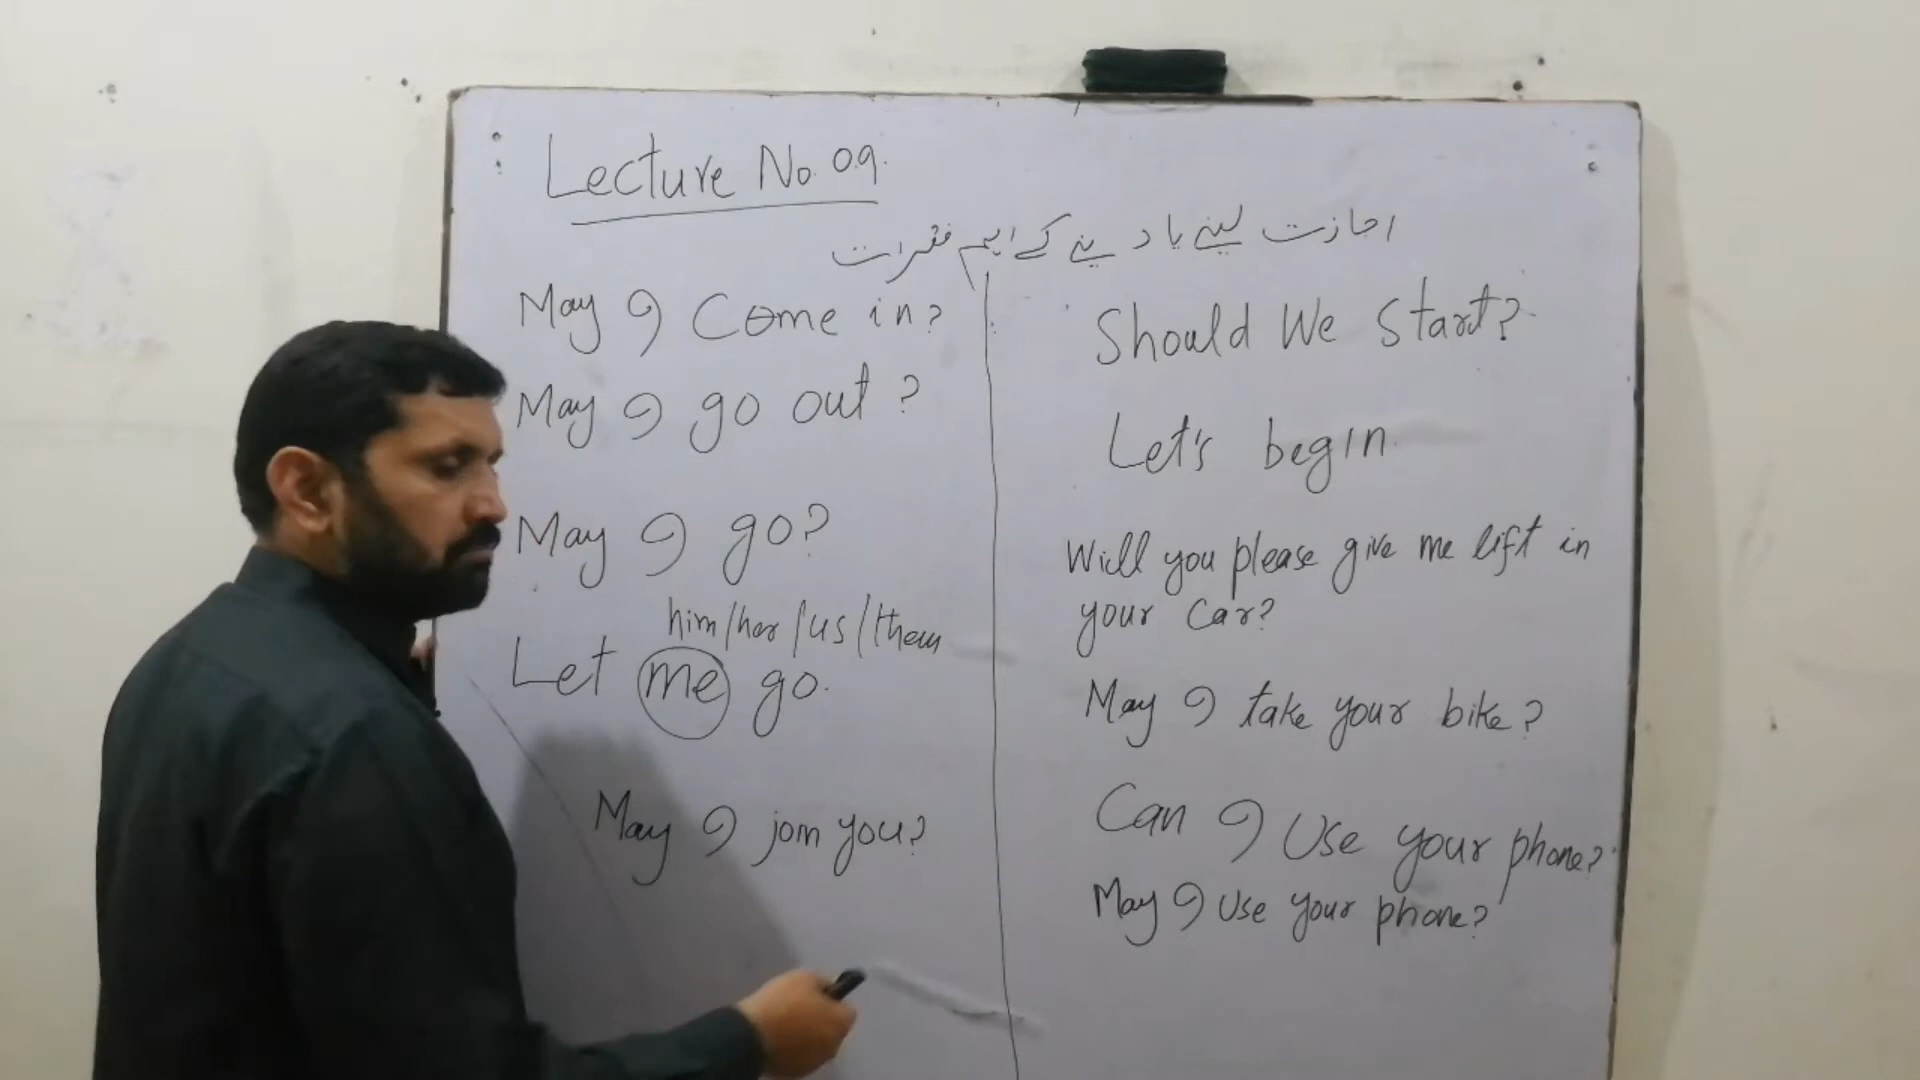 Lecture No. 09.
اجازت لینے یا دینے کے اہم فقرات
May I Come in?
May I go out?
May I go?
him/her/us/them
Let me go.
May I join you?
Should We Start?
Let's begin.
Will you please give me lift in
your Car?
May I take your bike?
Can I Use your phone?
May I Use your phone?